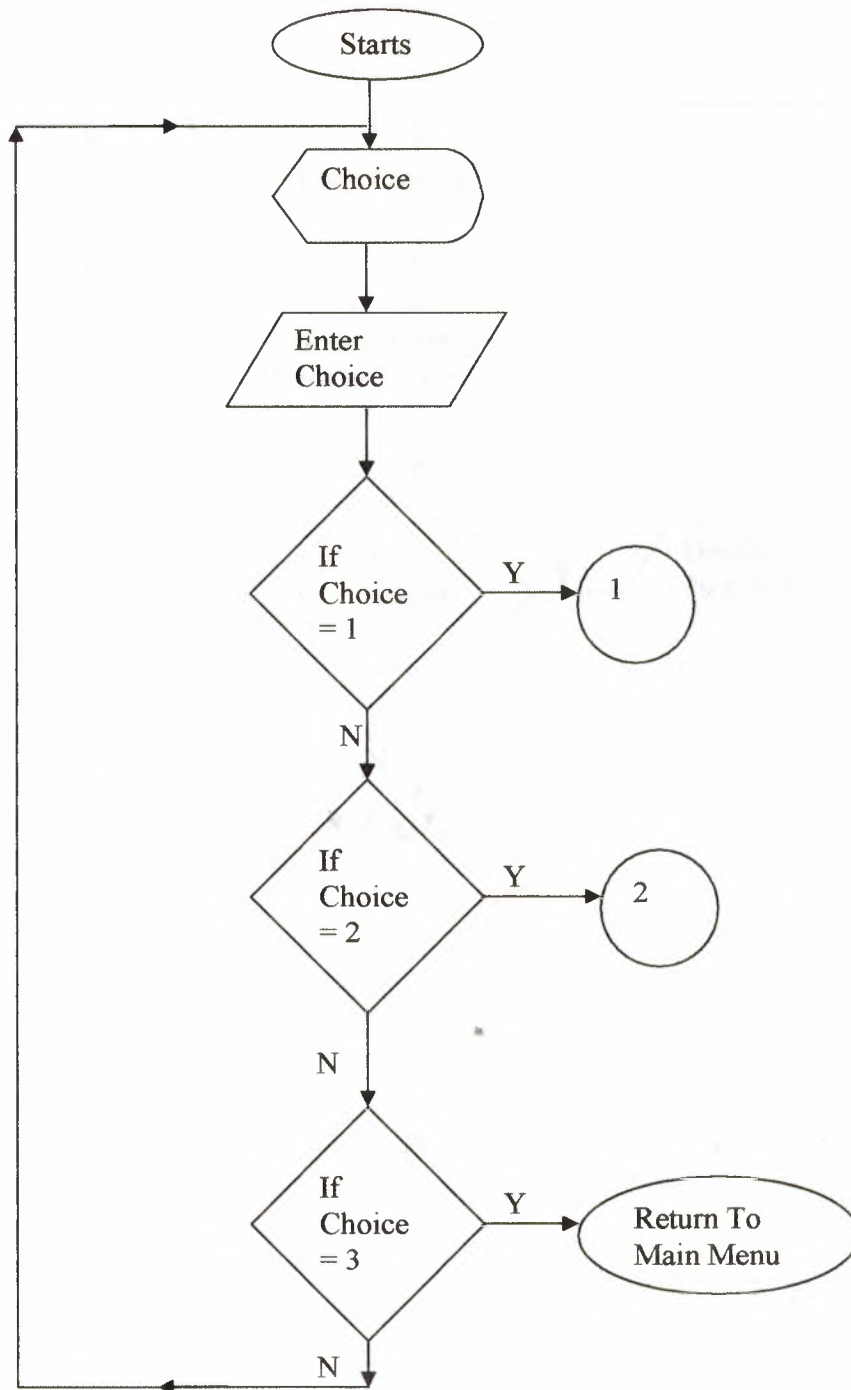 Starts
Choice
Enter
Choice
If
Choice
= 1
Y
1
N
If
Choice
= 2
Y
2
N
If
Choice
= 3
Y
Return To
Main Menu
N